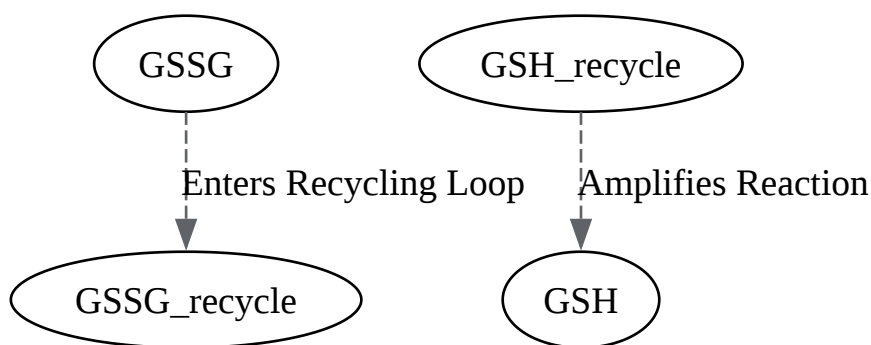 GSSG
GSH_recycle
Enters Recycling Loop
Amplifies Reaction
GSSG_recycle
GSH